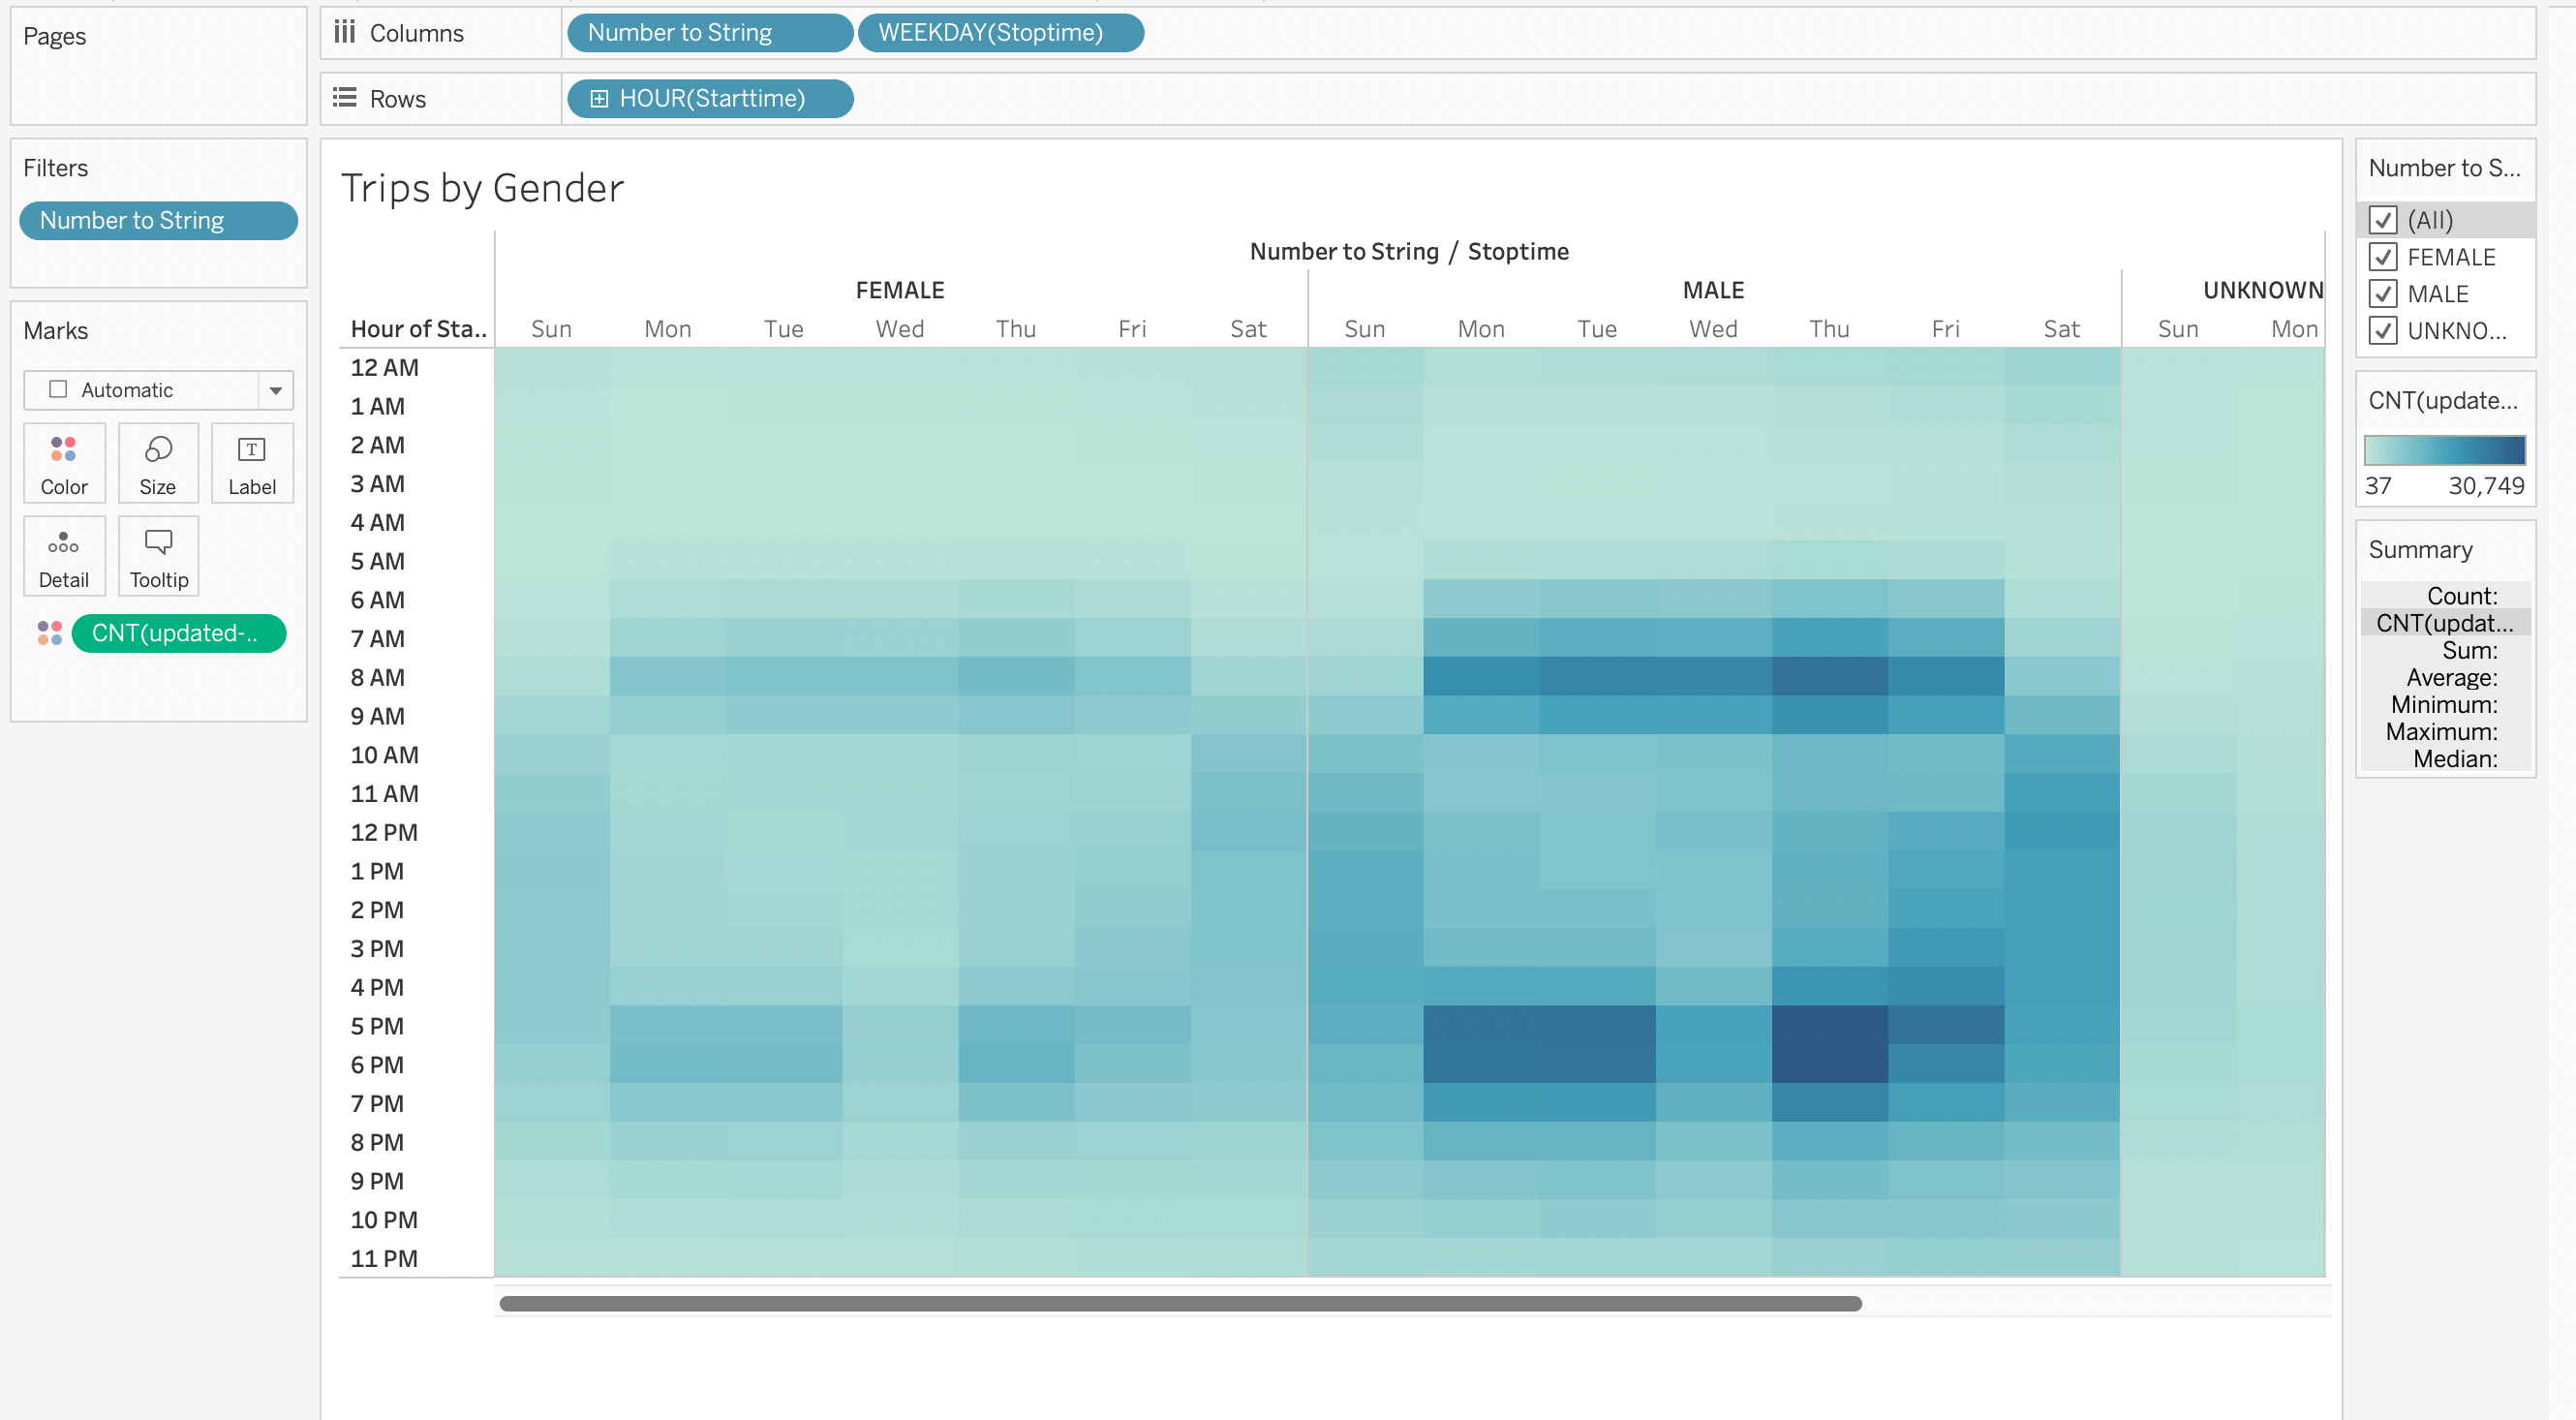 Pages
Columns Number to String WEEKDAY(Stoptime)
Rows HOUR(Starttime)
Filters
Number to String
Marks
Automatic
Color Size Label
Detail Tooltip
CNT(updated-..
Trips by Gender
Number to String / Stoptime
FEMALE MALE UNKNOWN
Hour of Sta.. Sun Mon Tue Wed Thu Fri Sat Sun Mon Tue Wed Thu Fri Sat Sun Mon
12 AM
1 AM
2 AM
3 AM
4 AM
5 AM
6 AM
7 AM
8 AM
9 AM
10 AM
11 AM
12 PM
1 PM
2 PM
3 PM
4 PM
5 PM
6 PM
7 PM
8 PM
9 PM
10 PM
11 PM
Number to S...
(All)
FEMALE
MALE
UNKNO...
CNT(update...
37 30,749
Summary
Count:
CNT(updat...
Sum:
Average:
Minimum:
Maximum:
Median: